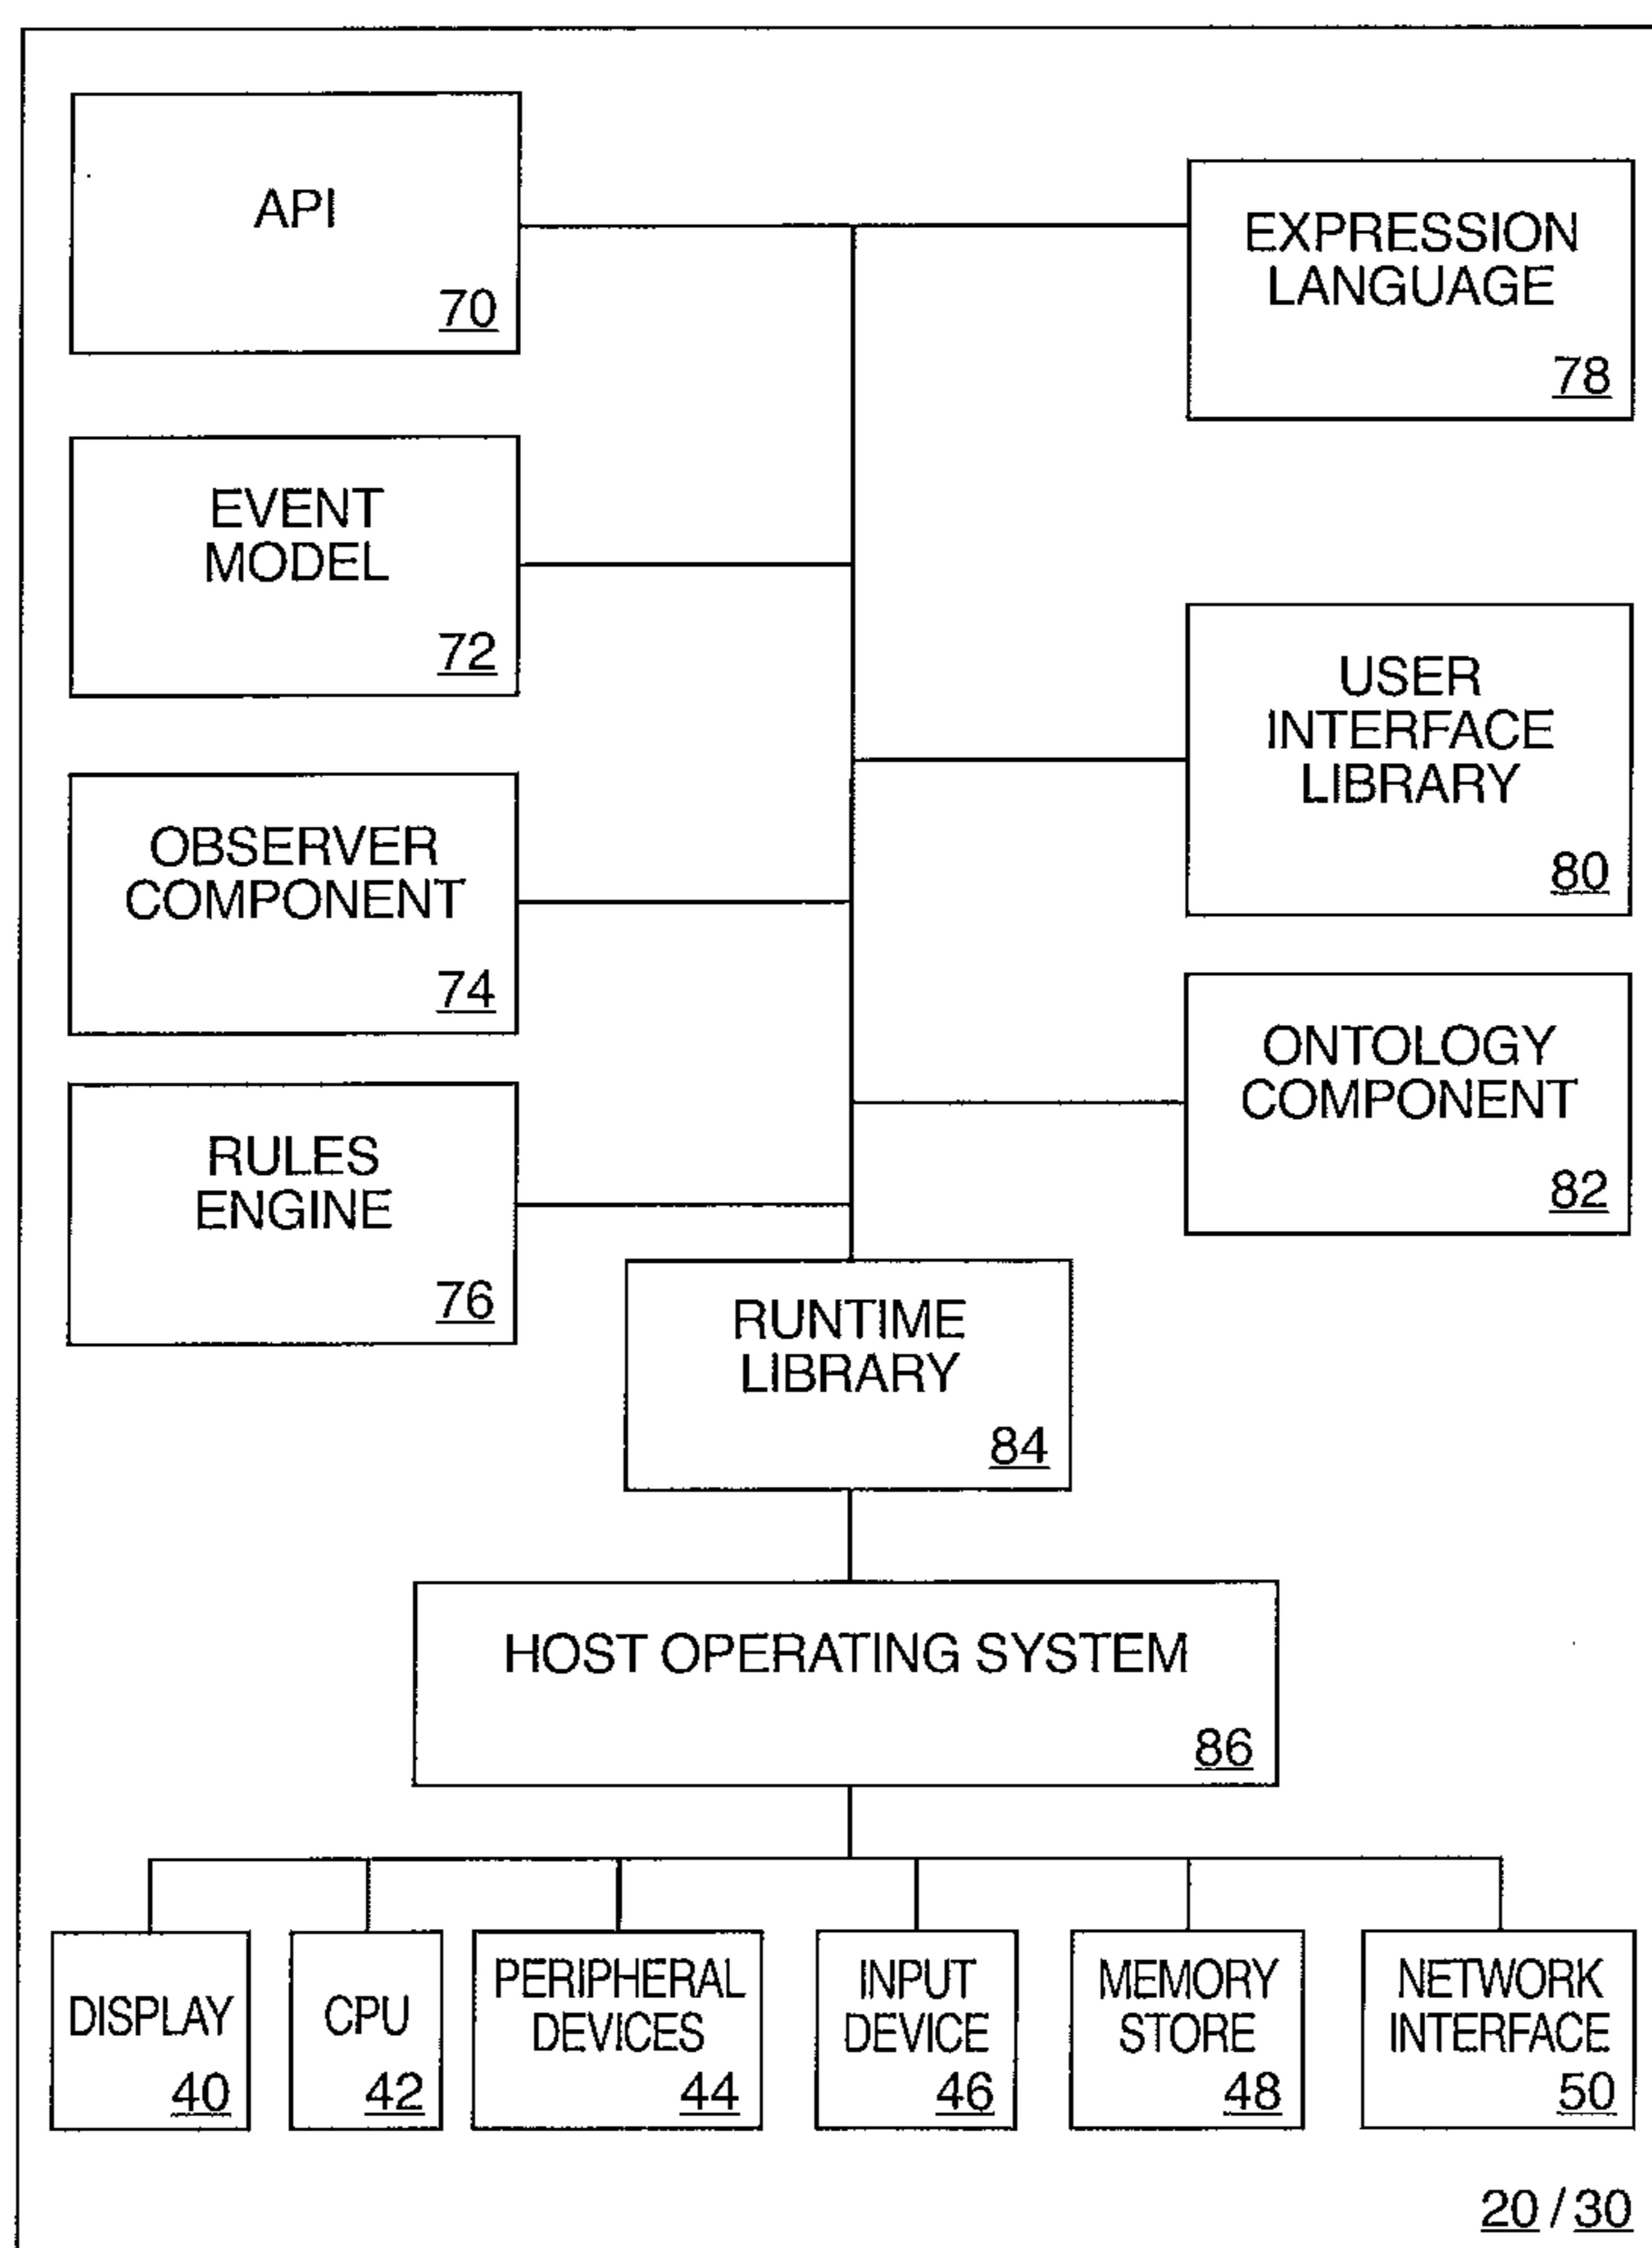 API
70
EXPRESSION
LANGUAGE
78
EVENT
MODEL
72
USER
INTERFACE
LIBRARY
80
OBSERVER
COMPONENT
74
ONTOLOGY
COMPONENT
82
RULES
ENGINE
76
RUNTIME
LIBRARY
84
HOST OPERATING SYSTEM
86
DISPLAY
40
CPU
42
PERIPHERAL
DEVICES
44
INPUT
DEVICE
46
MEMORY
STORE
48
NETWORK
INTERFACE
50
20/30